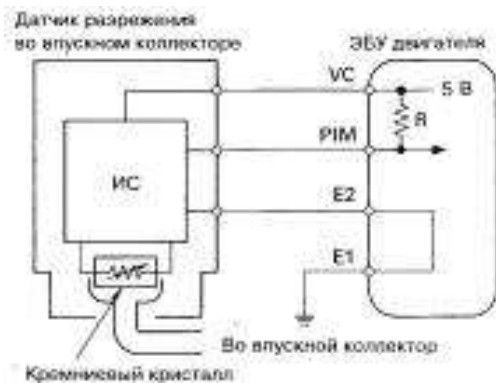 Датчик разрежения
во впускном коллекторе
ЭБУ двигателя
VC
5 В
R
PIM
ИС
E2
E1
Во впускной коллектор
Кремниевый кристалл